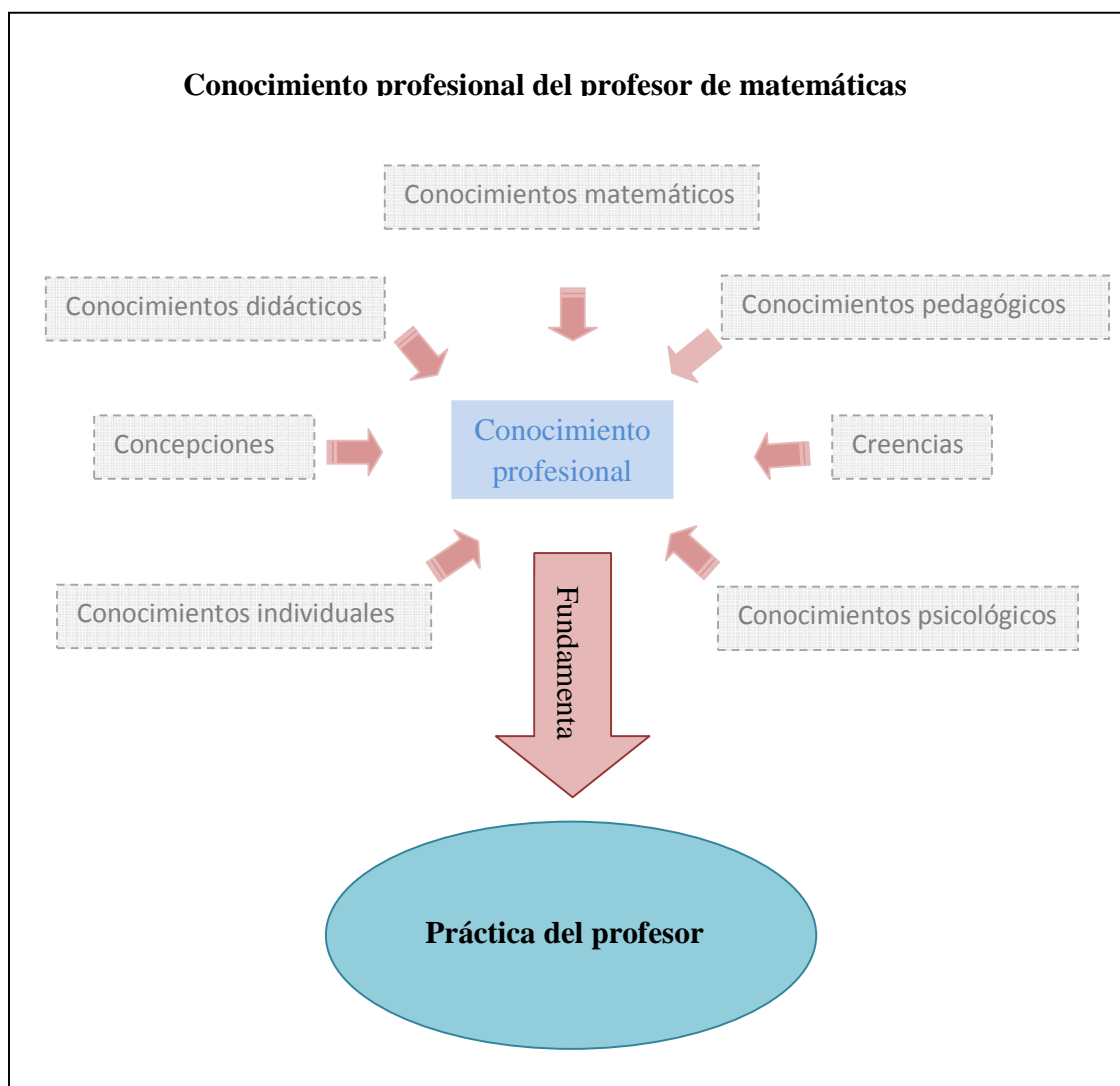 Conocimiento profesional del profesor de matemáticas
Conocimientos matemáticos
Conocimientos didácticos
Conocimientos pedagógicos
Concepciones
Conocimiento
profesional
Creencias
Conocimientos individuales
Fundamenta
Conocimientos psicológicos
Práctica del profesor